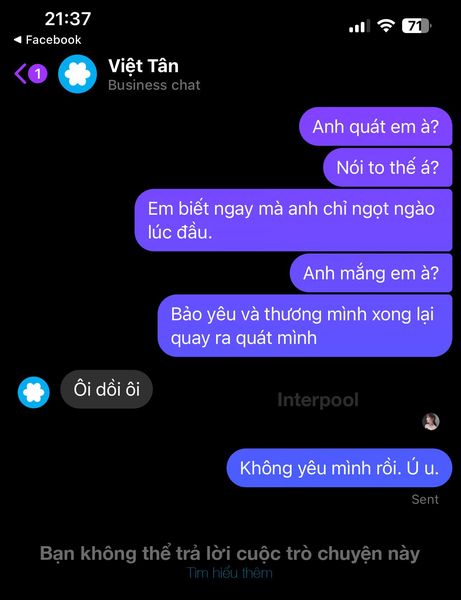 21:37
71
Facebook
1
Việt Tân
Business chat
Anh quát em à?
Nói to thế á?
Em biết ngay mà anh chỉ ngọt ngào
lúc đầu.
Anh mắng em à?
Bảo yêu và thương mình xong lại
quay ra quát mình
Ôi dồi ôi
Interpool
Không yêu mình rồi. Ú u.
Sent
Bạn không thể trả lời cuộc trò chuyện này
Tìm hiểu thêm